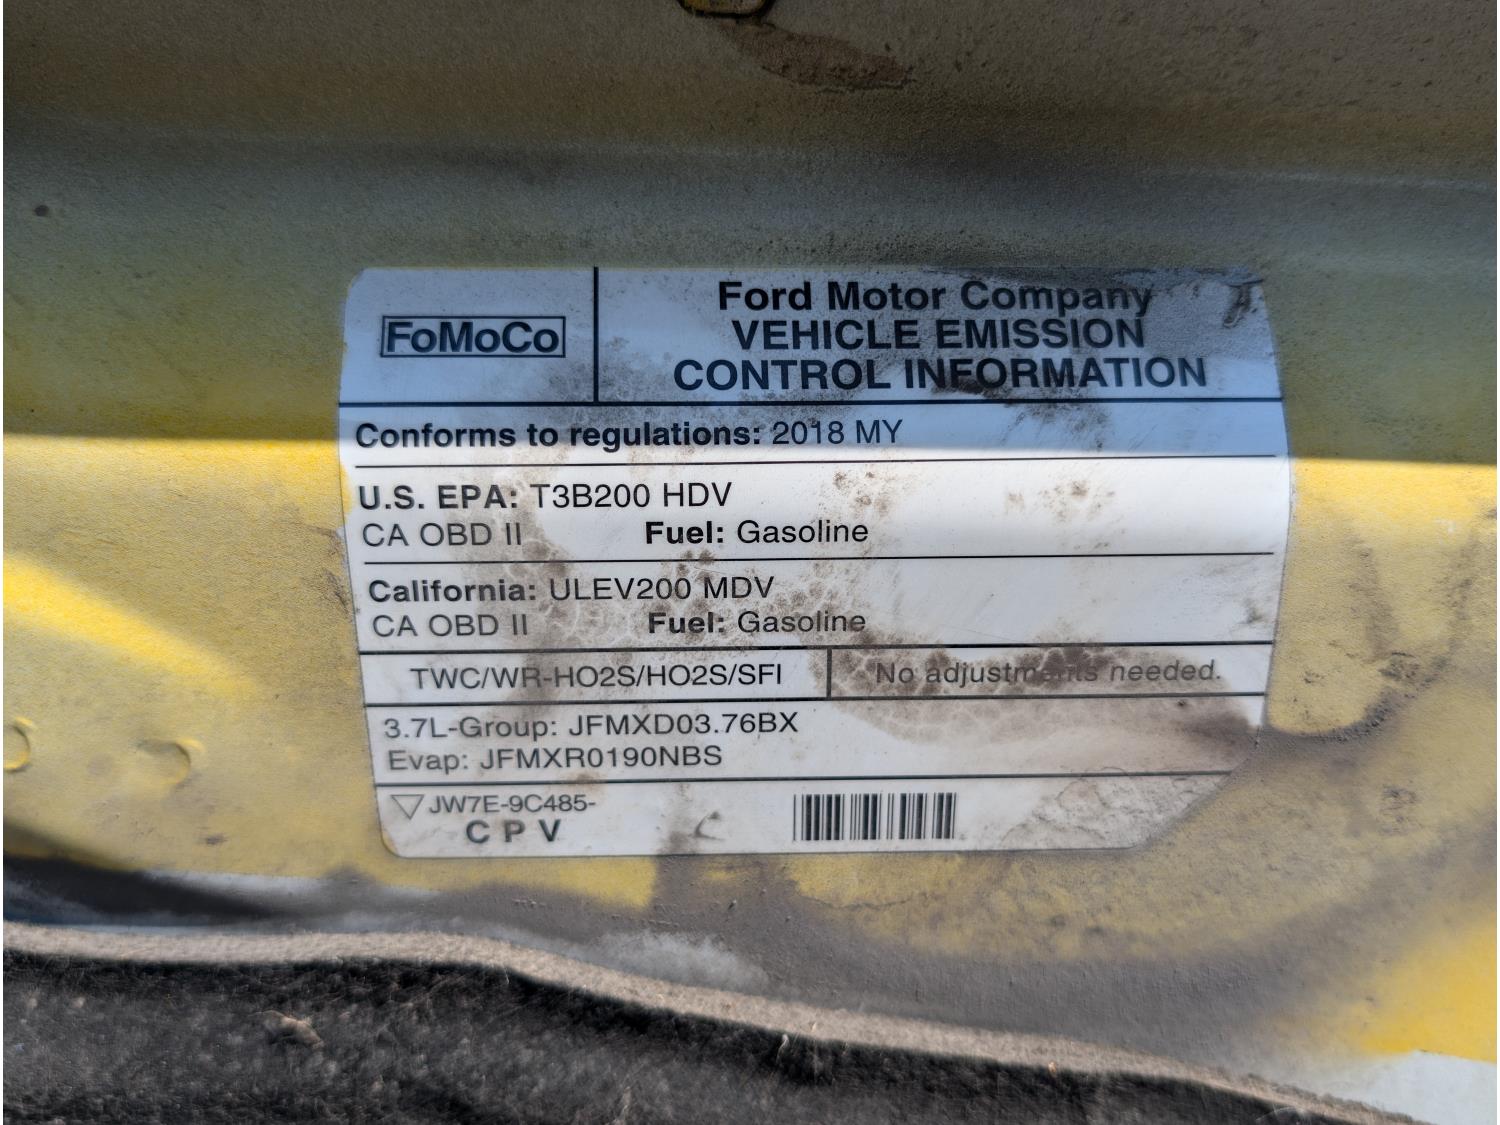 FoMoCo
Ford Motor Company
VEHICLE EMISSION
CONTROL INFORMATION
Conforms to regulations: 2018 MY
U.S. EPA: T3B200 HDV
CA OBD II Fuel: Gasoline
California: ULEV200 MDV
CA OBD II Fuel: Gasoline
TWC/WR-HO2S/HO2S/SFI No adjustments needed.
3.7L-Group: JFMXD03.76BX
Evap: JFMXR0190NBS
JW7E-9C485-
C P V